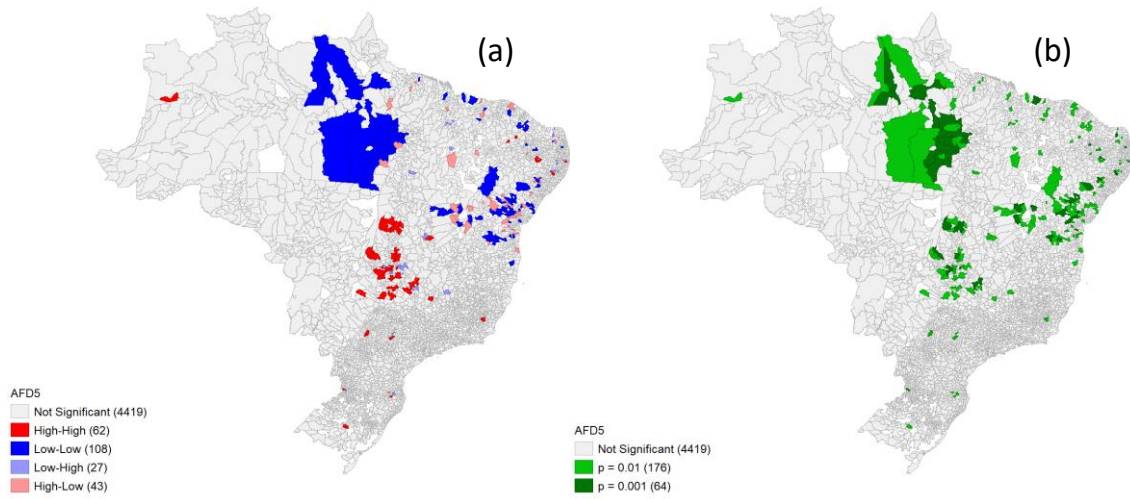 (a)
(b)
AFD5
Not Significant (4419)
High-High (62)
Low-Low (108)
Low-High (27)
High-Low (43)
AFD5
Not Significant (4419)
p = 0.01 (176)
p = 0.001 (64)